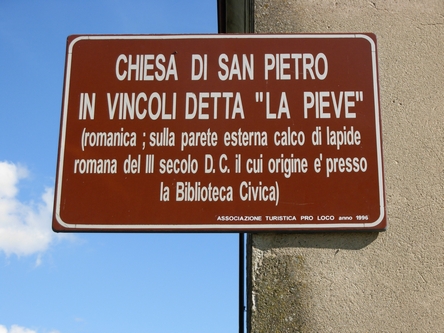 CHIESA DI SAN PIETRO
IN VINCOLI DETTA "LA PIEVE"
(romanica ; sulla parete esterna calco di lapide
romana del III secolo D. C. il cui origine e' presso
la Biblioteca Civica)
ASSOCIAZIONE TURISTICA PRO LOCO anno 1996